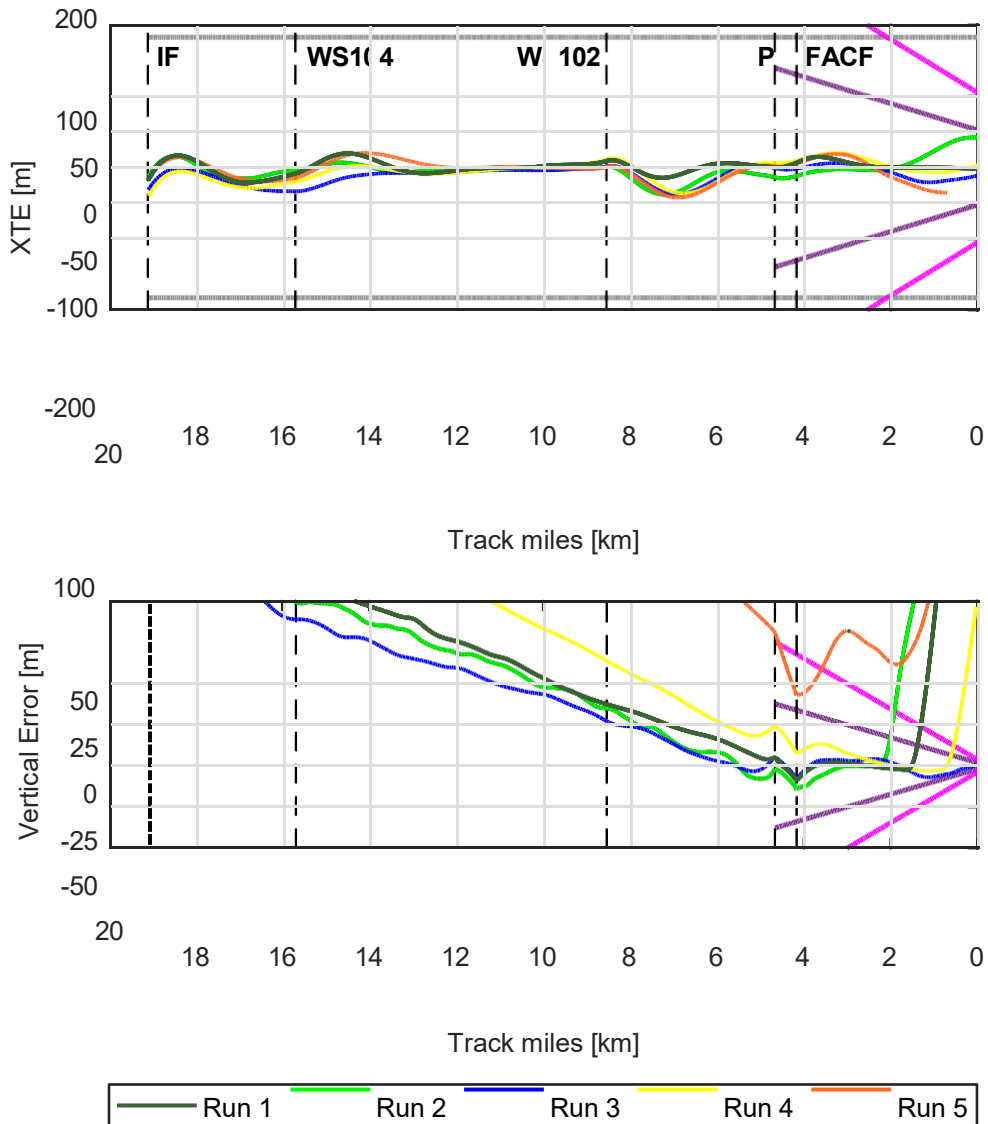 200
IF WS10 4 W 102 P FACF
100
50
0
-50
-100
-200
XTE [m]
20 18 16 14 12 10 8 6 4 2 0
Track miles [km]
100
50
25
0
-25
-50
Vertical Error [m]
20 18 16 14 12 10 8 6 4 2 0
Track miles [km]
Run 1 Run 2 Run 3 Run 4 Run 5